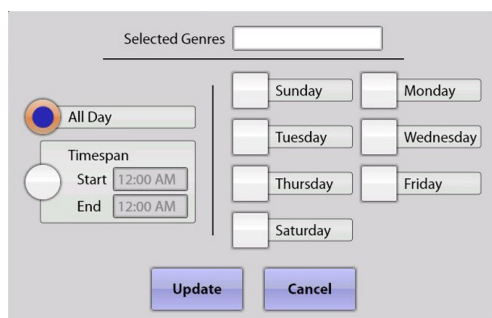 Selected Genres
All Day
Timespan
Start 12:00 AM
End 12:00 AM
Sunday Monday
Tuesday Wednesday
Thursday Friday
Saturday
Update Cancel